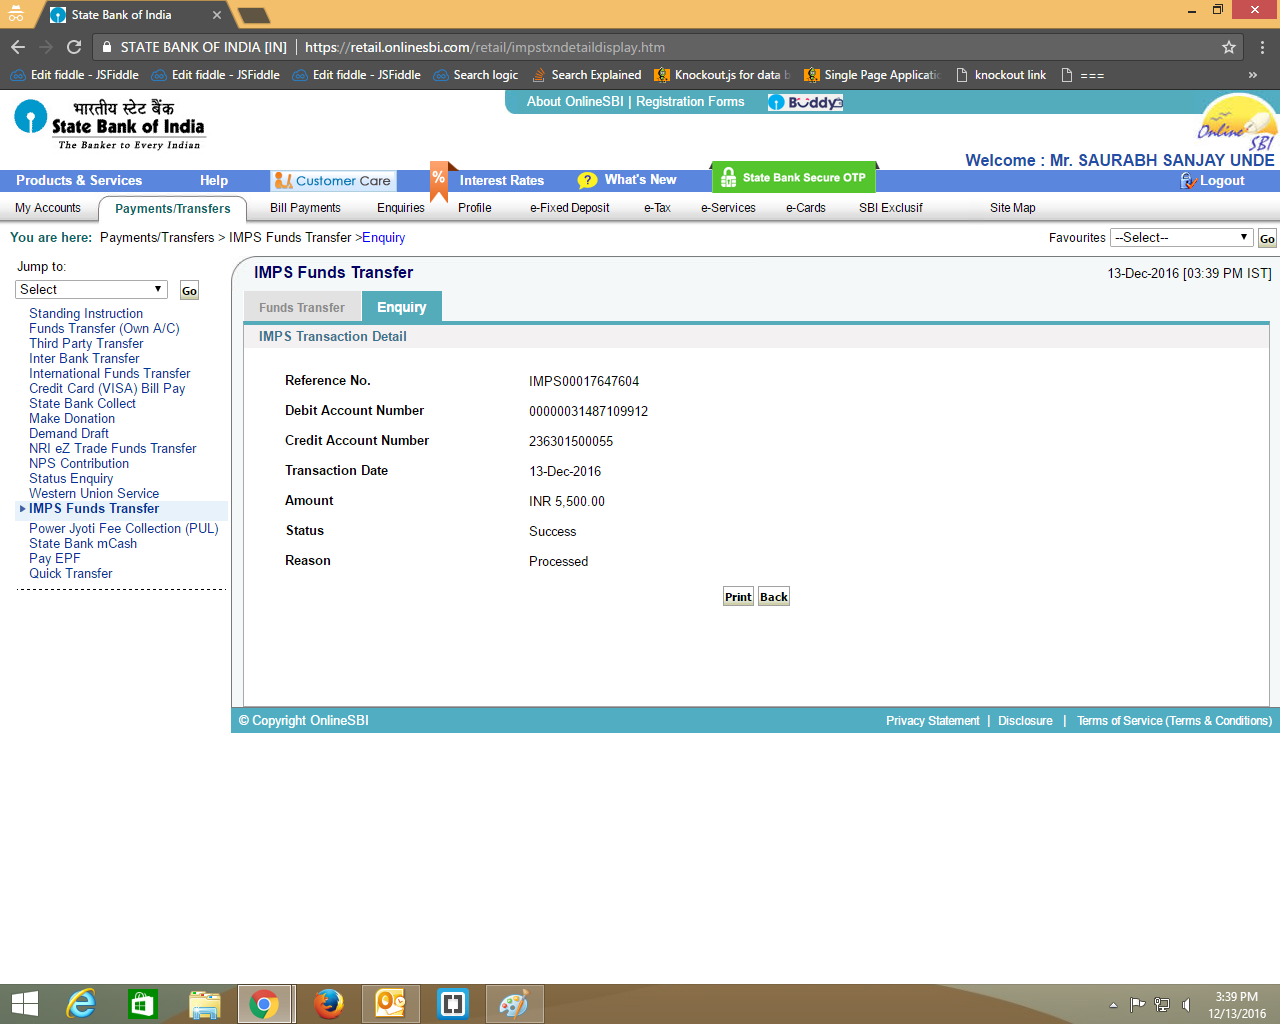 State Bank of India
STATE BANK OF INDIA [IN] | https://retail.onlinesbi.com/retail/impstxndetaildisplay.htm
Edit fiddle - JSFiddle Edit fiddle - JSFiddle Edit fiddle - JSFiddle Search logic Search Explained Knockout.js for data b Single Page Applicatic knockout link === »
About OnlineSBI | Registration Forms Buddy
भारतीय स्टेट बैंक
State Bank of India
The Banker to Every Indian
Online SBI
Welcome : Mr. SAURABH SANJAY UNDE
Products & Services Help Customer Care % Interest Rates ? What's New State Bank Secure OTP Logout
My Accounts Payments/Transfers Bill Payments Enquiries Profile e-Fixed Deposit e-Tax e-Services e-Cards SBI Exclusif Site Map
You are here: Payments/Transfers > IMPS Funds Transfer >Enquiry Favourites --Select-- Go
Jump to:
Select Go
Standing Instruction
Funds Transfer (Own A/C)
Third Party Transfer
Inter Bank Transfer
International Funds Transfer
Credit Card (VISA) Bill Pay
State Bank Collect
Make Donation
Demand Draft
NRI eZ Trade Funds Transfer
NPS Contribution
Status Enquiry
Western Union Service
IMPS Funds Transfer
Power Jyoti Fee Collection (PUL)
State Bank mCash
Pay EPF
Quick Transfer
IMPS Funds Transfer 13-Dec-2016 [03:39 PM IST]
Funds Transfer Enquiry
IMPS Transaction Detail
Reference No. IMPS00017647604
Debit Account Number 00000031487109912
Credit Account Number 236301500055
Transaction Date 13-Dec-2016
Amount INR 5,500.00
Status Success
Reason Processed
Print Back
© Copyright OnlineSBI Privacy Statement | Disclosure | Terms of Service (Terms & Conditions)
3:39 PM
12/13/2016